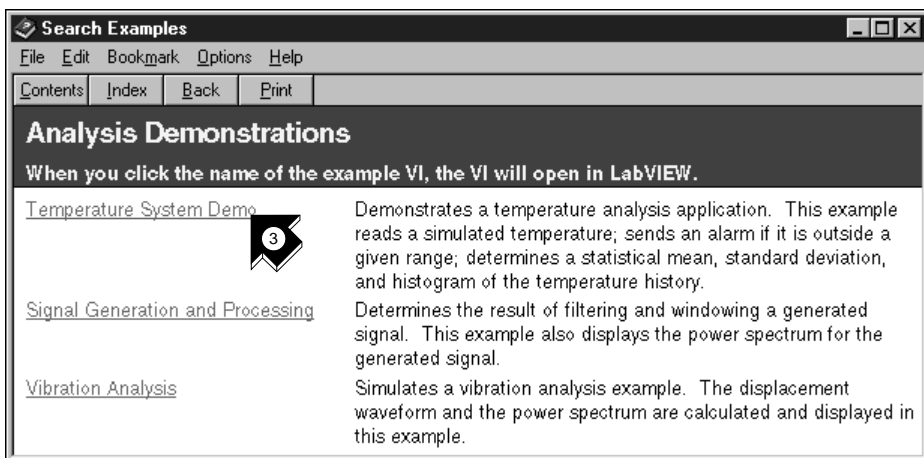 Search Examples
File Edit Bookmark Options Help
Contents Index Back Print
Analysis Demonstrations
When you click the name of the example VI, the VI will open in LabVIEW.
Temperature System Demo
3
Demonstrates a temperature analysis application. This example
reads a simulated temperature; sends an alarm if it is outside a
given range; determines a statistical mean, standard deviation,
and histogram of the temperature history.
Signal Generation and Processing
Determines the result of filtering and windowing a generated
signal. This example also displays the power spectrum for the
generated signal.
Vibration Analysis
Simulates a vibration analysis example. The displacement
waveform and the power spectrum are calculated and displayed in
this example.